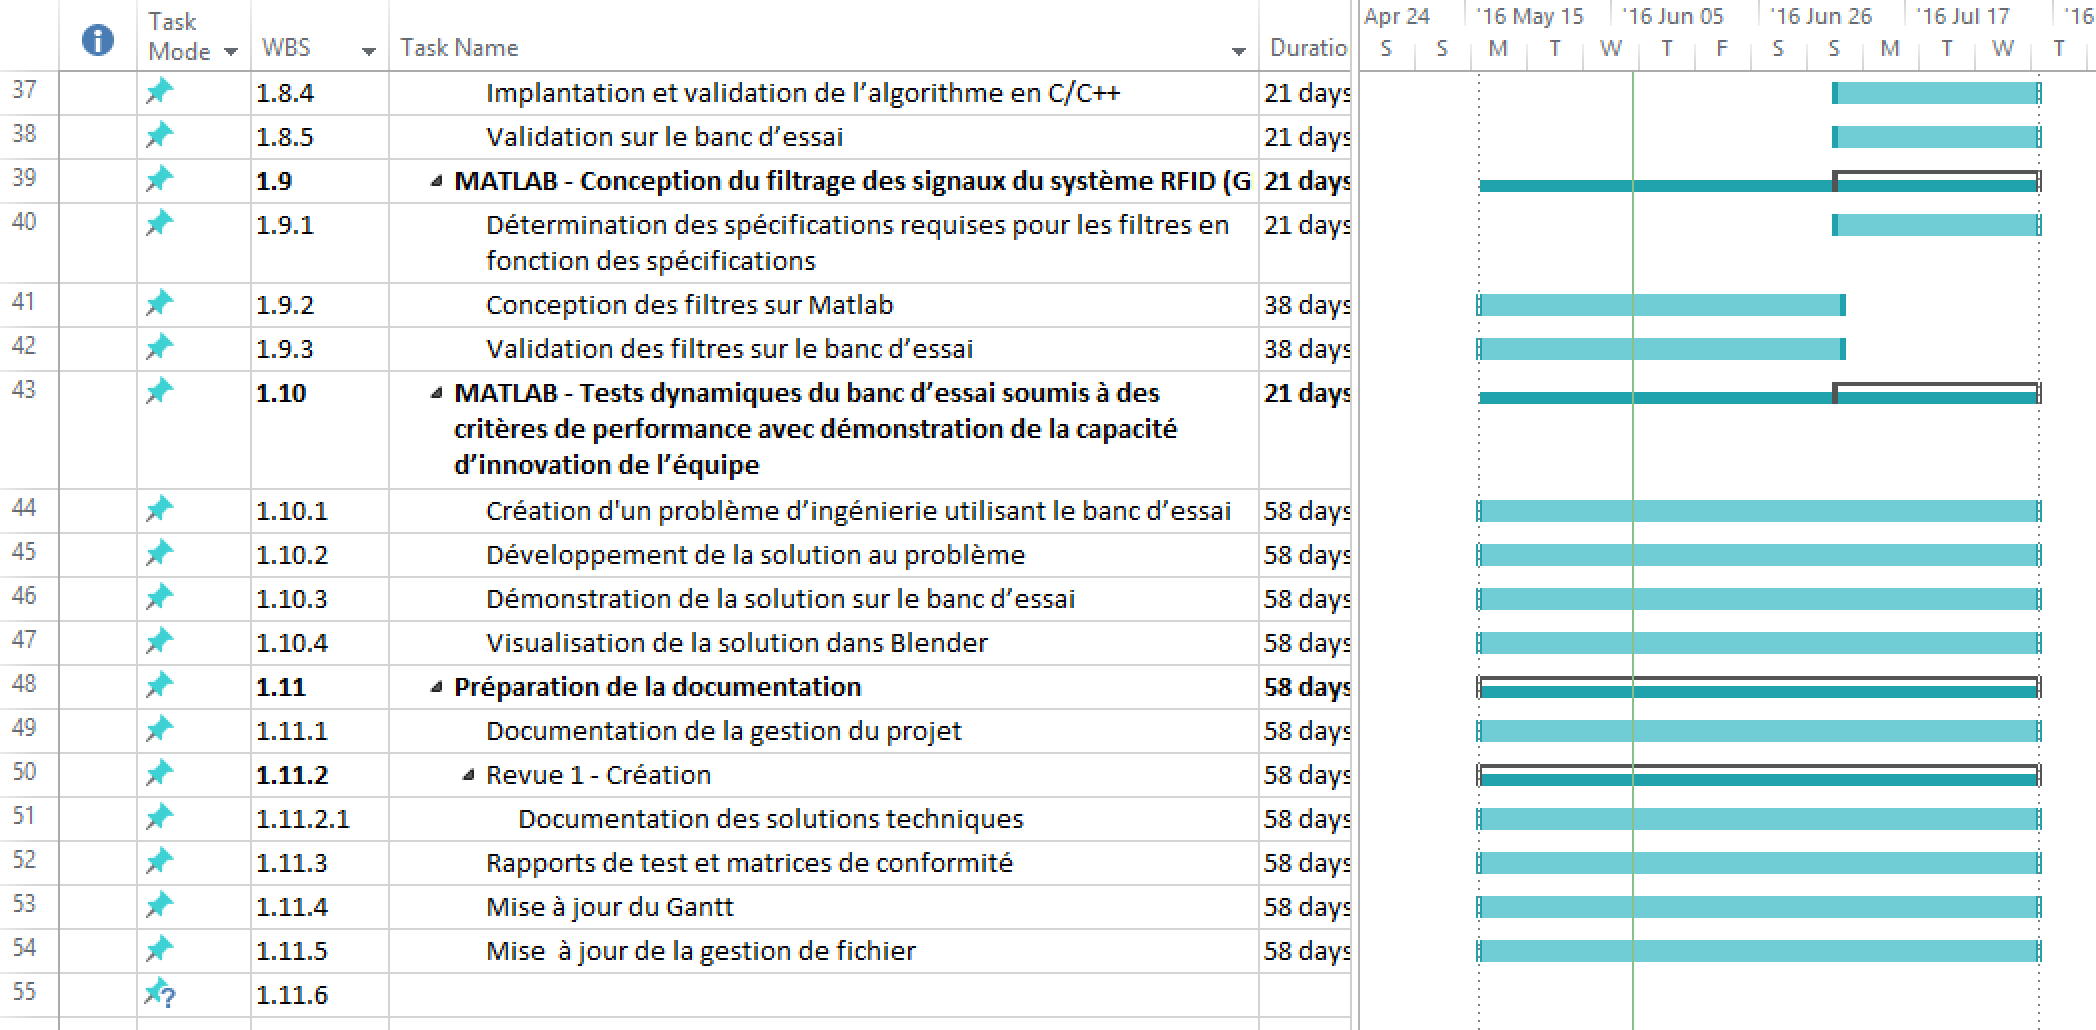 Task Mode WBS Task Name Duratio Apr 24 '16 May 15 '16 Jun 05 '16 Jun 26 '16 Jul 17 '16
S S M T W T F S S M T W T
37 1.8.4 Implantation et validation de l’algorithme en C/C++ 21 days
38 1.8.5 Validation sur le banc d’essai 21 days
39 1.9 MATLAB - Conception du filtrage des signaux du système RFID (G 21 days
40 1.9.1 Détermination des spécifications requises pour les filtres en 21 days
fonction des spécifications
41 1.9.2 Conception des filtres sur Matlab 38 days
42 1.9.3 Validation des filtres sur le banc d’essai 38 days
43 1.10 MATLAB - Tests dynamiques du banc d’essai soumis à des 21 days
critères de performance avec démonstration de la capacité
d’innovation de l’équipe
44 1.10.1 Création d'un problème d’ingénierie utilisant le banc d’essai 58 days
45 1.10.2 Développement de la solution au problème 58 days
46 1.10.3 Démonstration de la solution sur le banc d’essai 58 days
47 1.10.4 Visualisation de la solution dans Blender 58 days
48 1.11 Préparation de la documentation 58 days
49 1.11.1 Documentation de la gestion du projet 58 days
50 1.11.2 Revue 1 - Création 58 days
51 1.11.2.1 Documentation des solutions techniques 58 days
52 1.11.3 Rapports de test et matrices de conformité 58 days
53 1.11.4 Mise à jour du Gantt 58 days
54 1.11.5 Mise  à jour de la gestion de fichier 58 days
55 1.11.6